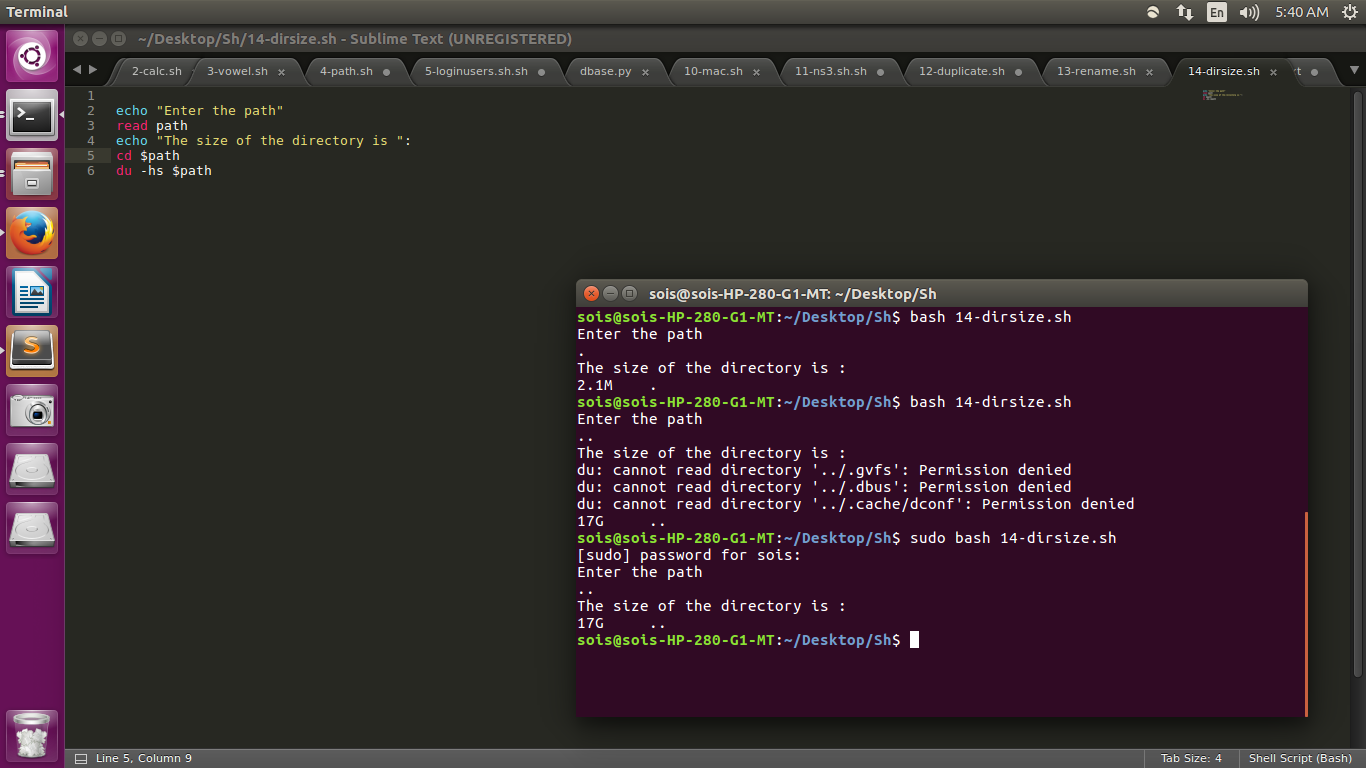 Terminal
En
5:40 AM
~/Desktop/Sh/14-dirsize.sh - Sublime Text (UNREGISTERED)
2-calc.sh
3-vowel.sh
4-path.sh
5-loginusers.sh.sh
dbase.py
10-mac.sh
11-ns3.sh.sh
12-duplicate.sh
13-rename.sh
14-dirsize.sh
1
2 echo "Enter the path"
3 read path
4 echo "The size of the directory is ":
5 cd $path
6 du -hs $path
sois@sois-HP-280-G1-MT: ~/Desktop/Sh
sois@sois-HP-280-G1-MT:~/Desktop/Sh$ bash 14-dirsize.sh
Enter the path
.
The size of the directory is :
2.1M .
sois@sois-HP-280-G1-MT:~/Desktop/Sh$ bash 14-dirsize.sh
Enter the path
..
The size of the directory is :
du: cannot read directory '../.gvfs': Permission denied
du: cannot read directory '../.dbus': Permission denied
du: cannot read directory '../.cache/dconf': Permission denied
17G ..
sois@sois-HP-280-G1-MT:~/Desktop/Sh$ sudo bash 14-dirsize.sh
[sudo] password for sois:
Enter the path
..
The size of the directory is :
17G ..
sois@sois-HP-280-G1-MT:~/Desktop/Sh$
Line 5, Column 9
Tab Size: 4
Shell Script (Bash)